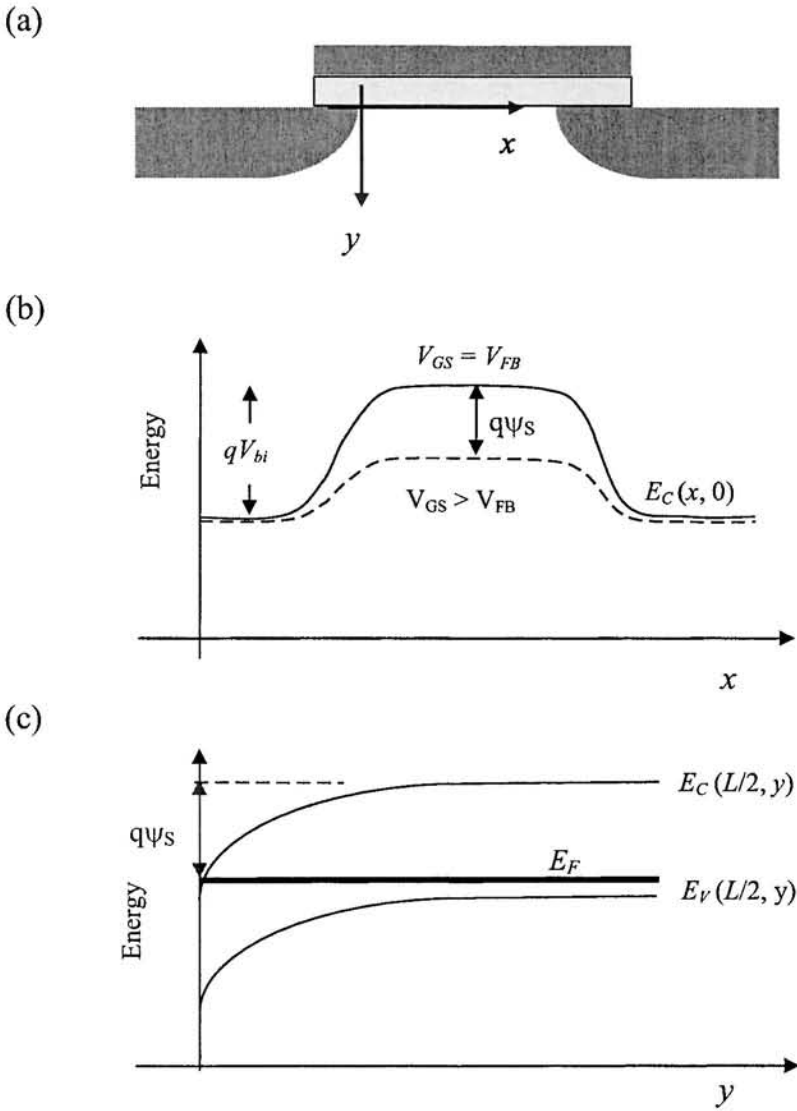 (a)
x
y
(b)
Energy
V_GS = V_FB
qV_bi
qψ_S
E_C(x, 0)
V_GS > V_FB
x
(c)
Energy
qψ_S
E_C(L/2, y)
E_F
E_V(L/2, y)
y